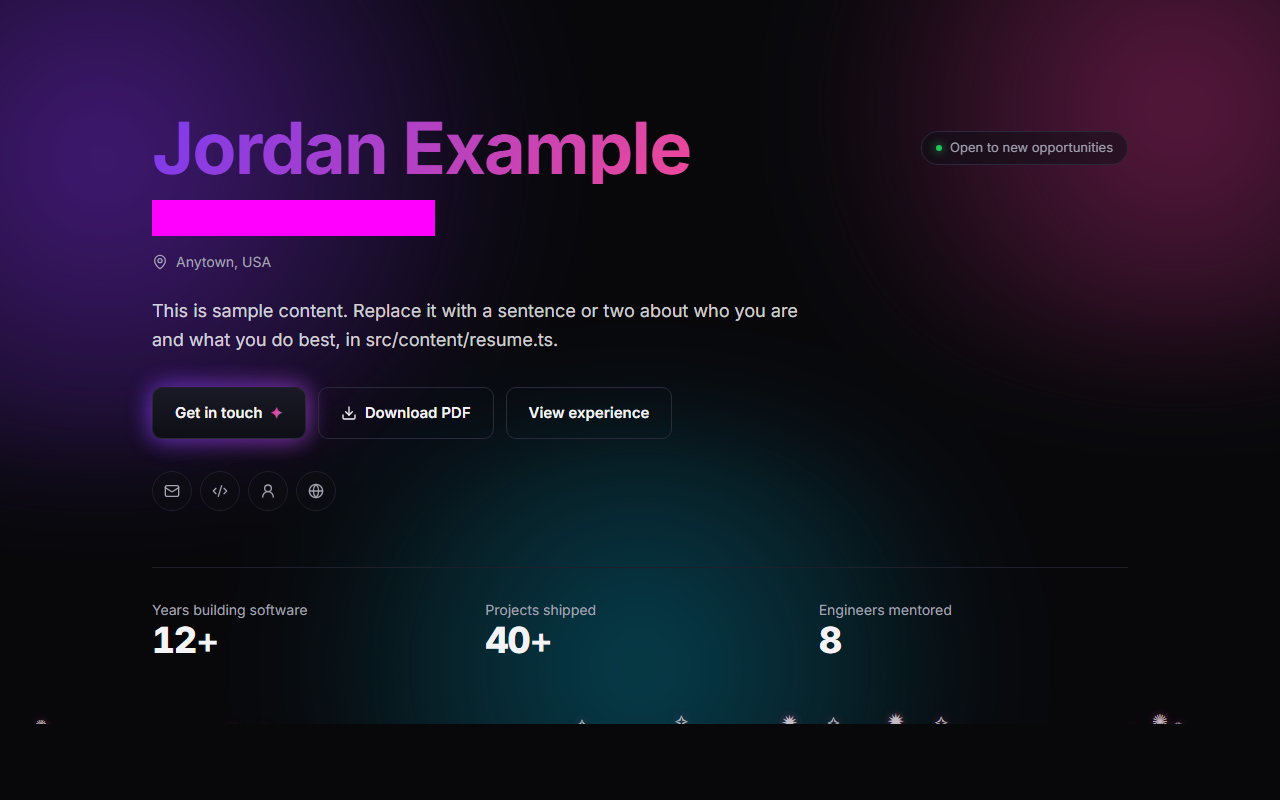 Jordan Example
Open to new opportunities
Anytown, USA
This is sample content. Replace it with a sentence or two about who you are
and what you do best, in src/content/resume.ts.
Get in touch
Download PDF
View experience
Years building software
12+
Projects shipped
40+
Engineers mentored
8